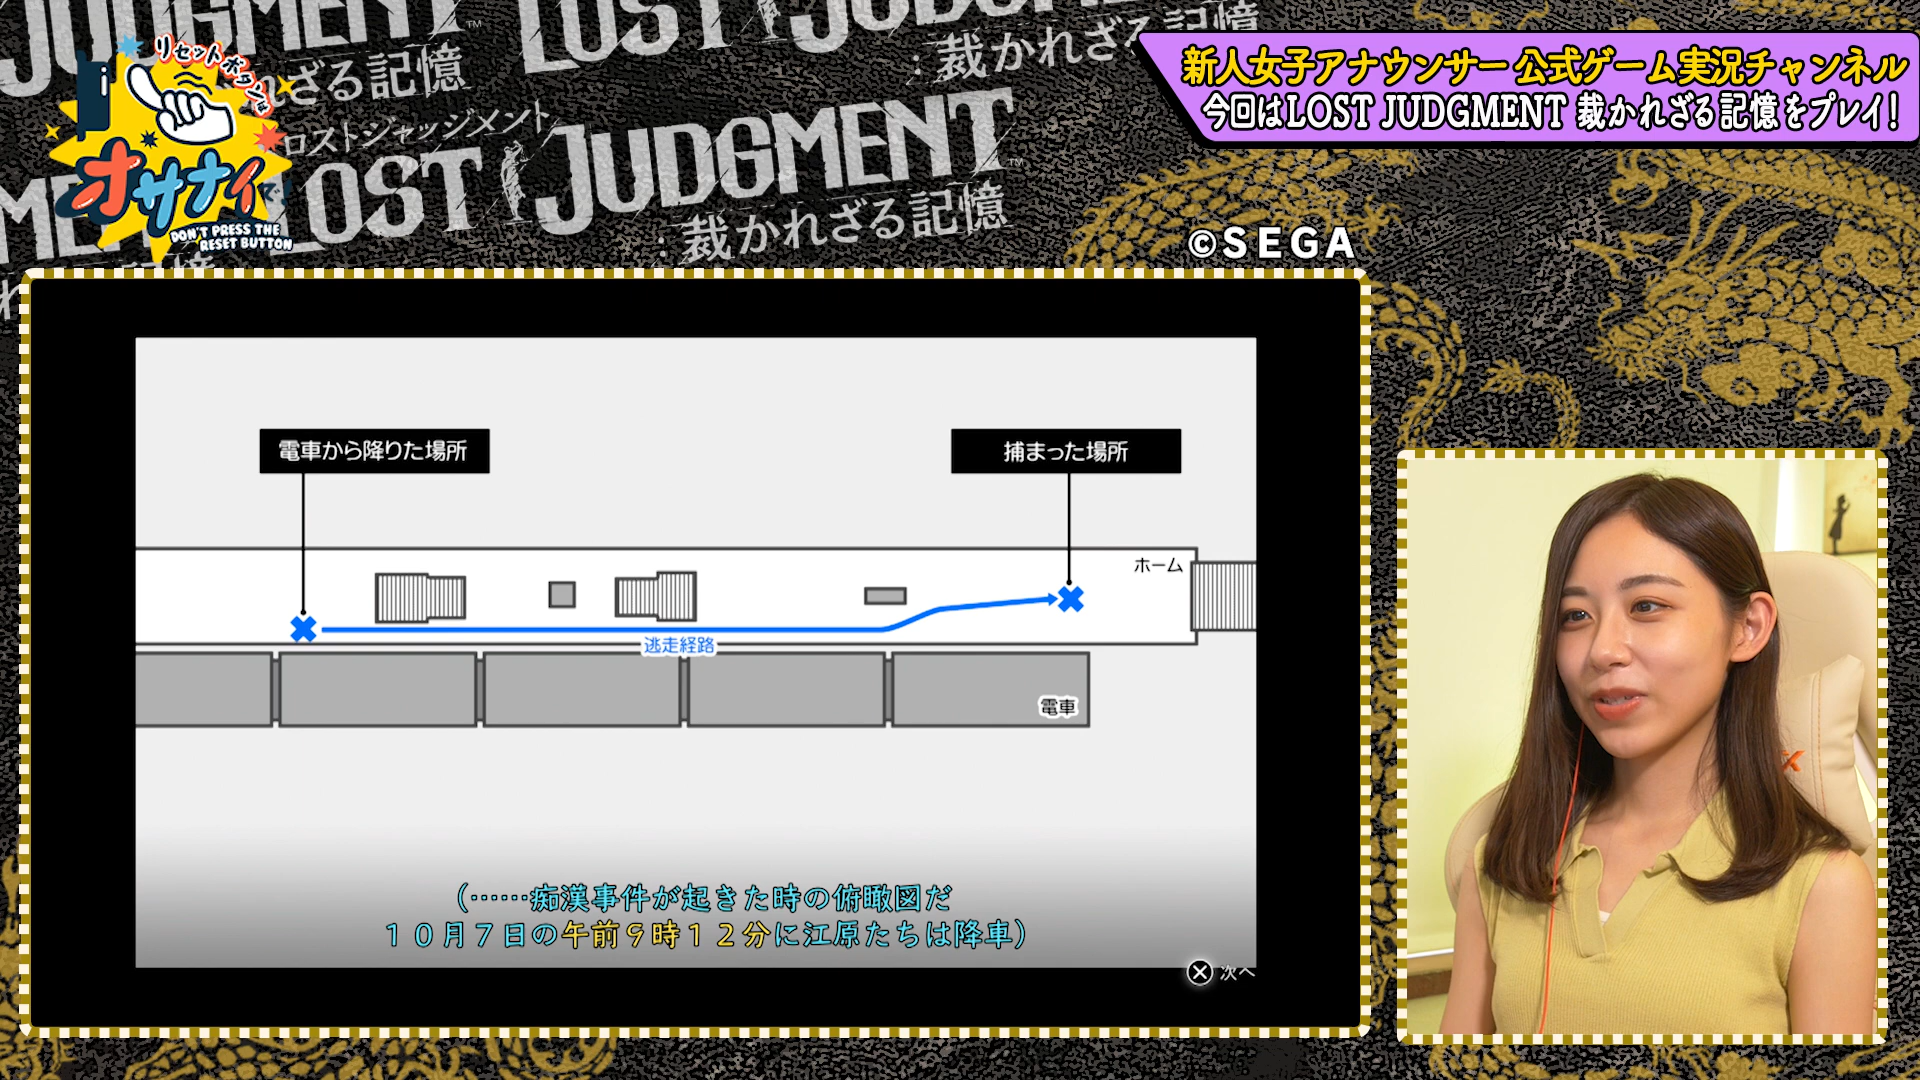 JUDGMENT
LOST JUDGMENT
：裁かれざる記憶
れざる記憶
リセットボタンは
オサナイ
DON'T PRESS THE
RESET BUTTON
ロストジャッジメント
LOST JUDGMENT™
：裁かれざる記憶
新人女子アナウンサー公式ゲーム実況チャンネル
今回はLOST JUDGMENT 裁かれざる記憶をプレイ！
©SEGA
電車から降りた場所
捕まった場所
ホーム
逃走経路
電車
（……痴漢事件が起きた時の俯瞰図だ
１０月７日の午前９時１２分に江原たちは降車）
次へ